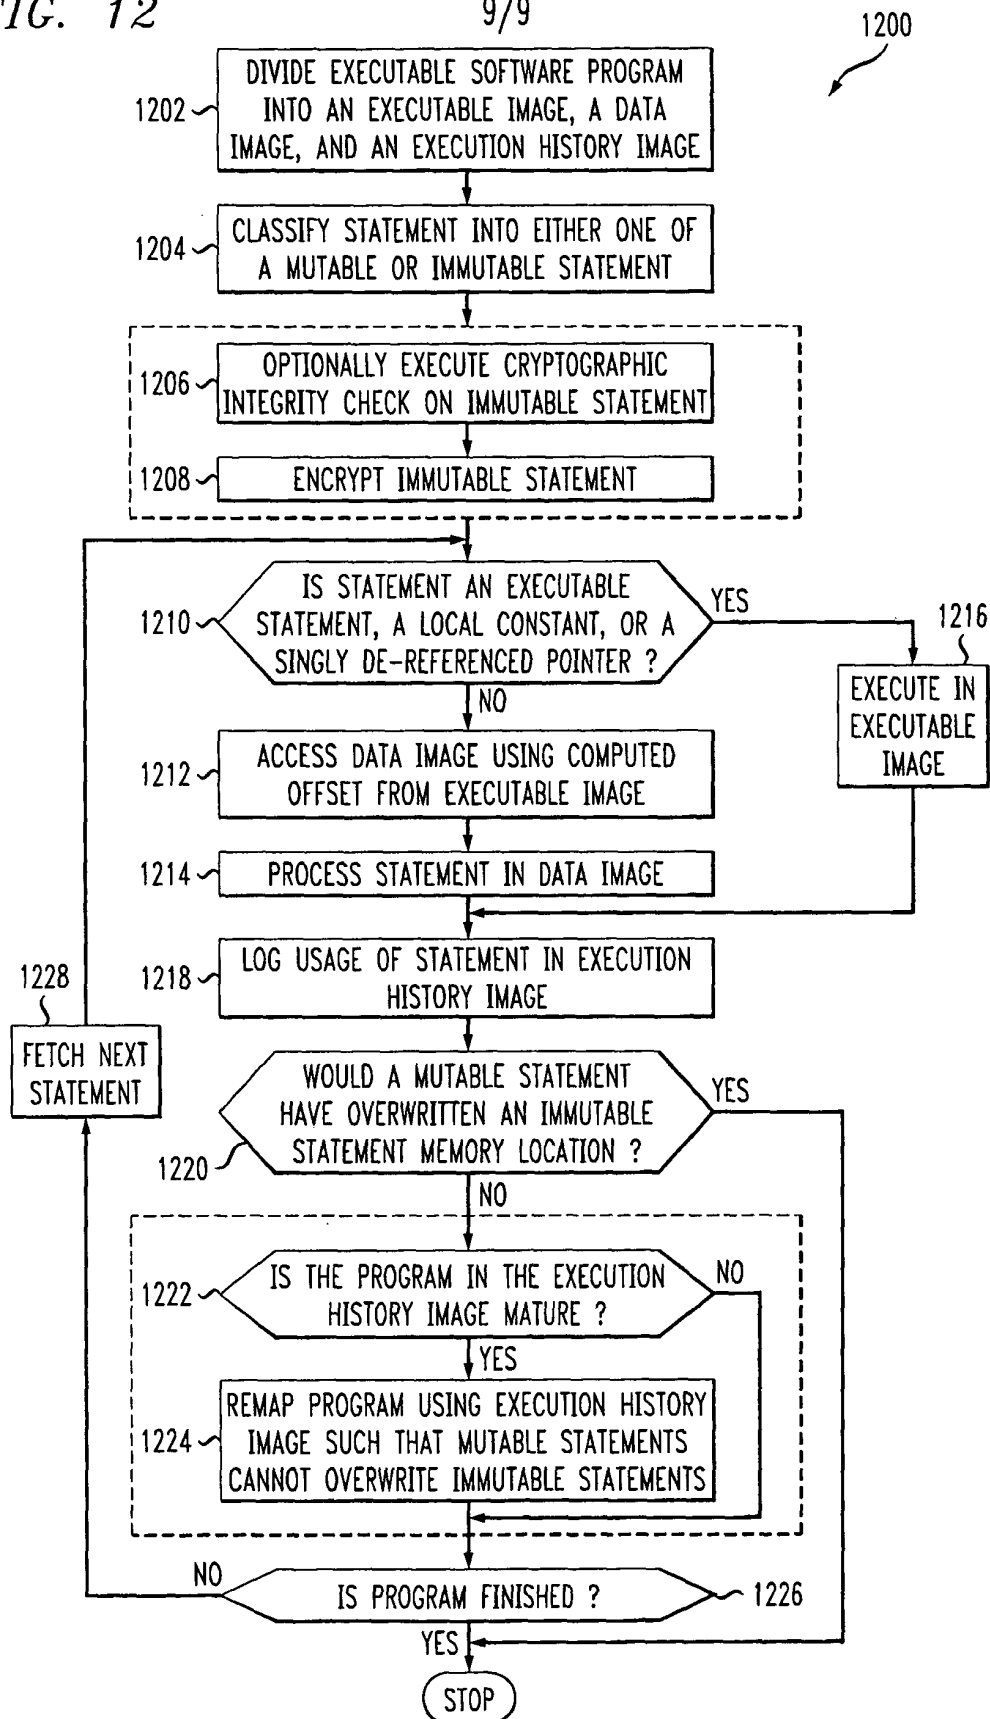 IG. 12
9/9
1200
1202
DIVIDE EXECUTABLE SOFTWARE PROGRAM
INTO AN EXECUTABLE IMAGE, A DATA
IMAGE, AND AN EXECUTION HISTORY IMAGE
1204
CLASSIFY STATEMENT INTO EITHER ONE OF
A MUTABLE OR IMMUTABLE STATEMENT
1206
OPTIONALLY EXECUTE CRYPTOGRAPHIC
INTEGRITY CHECK ON IMMUTABLE STATEMENT
1208
ENCRYPT IMMUTABLE STATEMENT
1210
IS STATEMENT AN EXECUTABLE
STATEMENT, A LOCAL CONSTANT, OR A
SINGLY DE-REFERENCED POINTER ?
YES
NO
1216
EXECUTE IN
EXECUTABLE
IMAGE
1212
ACCESS DATA IMAGE USING COMPUTED
OFFSET FROM EXECUTABLE IMAGE
1214
PROCESS STATEMENT IN DATA IMAGE
1218
LOG USAGE OF STATEMENT IN EXECUTION
HISTORY IMAGE
1228
FETCH NEXT
STATEMENT
1220
WOULD A MUTABLE STATEMENT
HAVE OVERWRITTEN AN IMMUTABLE
STATEMENT MEMORY LOCATION ?
YES
NO
1222
IS THE PROGRAM IN THE EXECUTION
HISTORY IMAGE MATURE ?
NO
YES
1224
REMAP PROGRAM USING EXECUTION HISTORY
IMAGE SUCH THAT MUTABLE STATEMENTS
CANNOT OVERWRITE IMMUTABLE STATEMENTS
NO
IS PROGRAM FINISHED ?
1226
YES
STOP